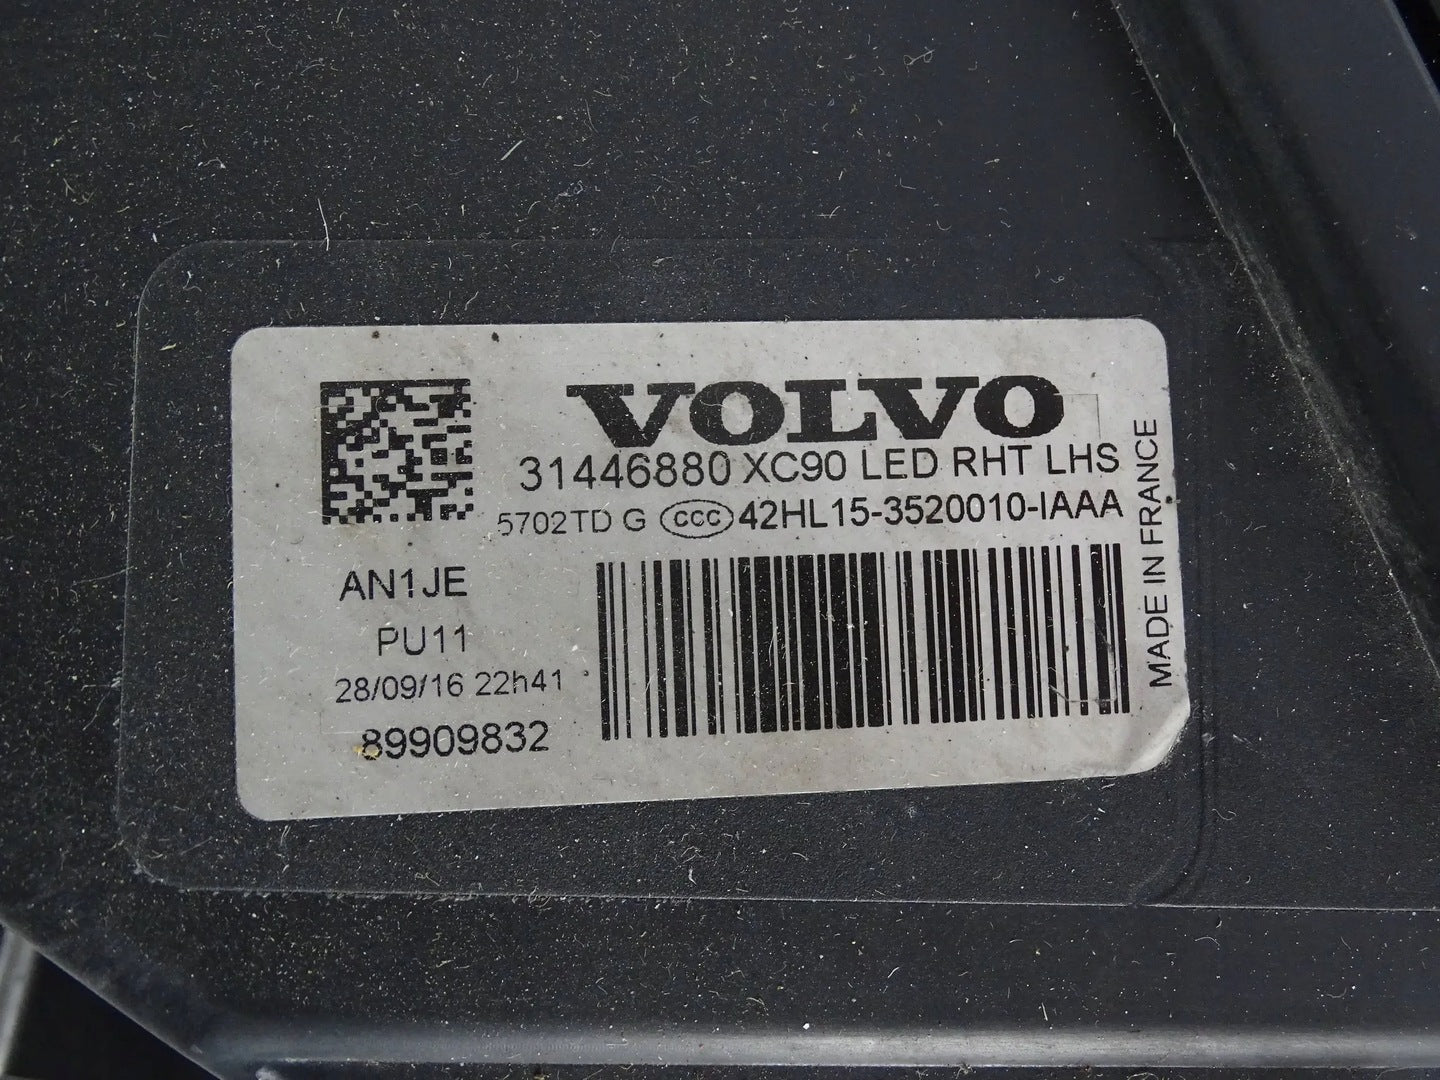 VOLVO
31446880 XC90 LED RHT LHS
5702TD G CCC 42HL15-3520010-IAAA
AN1JE
PU11
28/09/16 22h41
89909832
MADE IN FRANCE